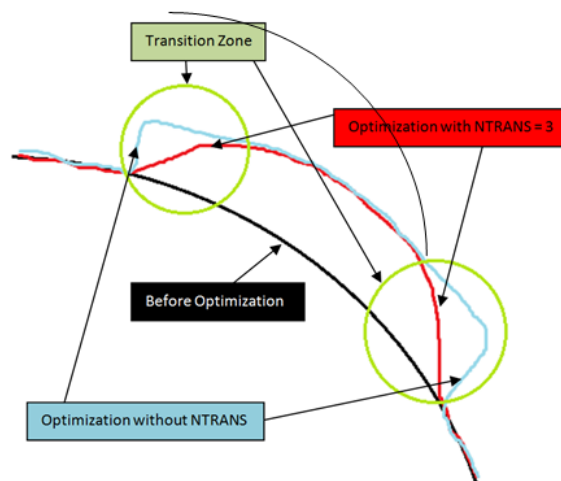 Transition Zone
Optimization with NTRANS = 3
Before Optimization
Optimization without NTRANS